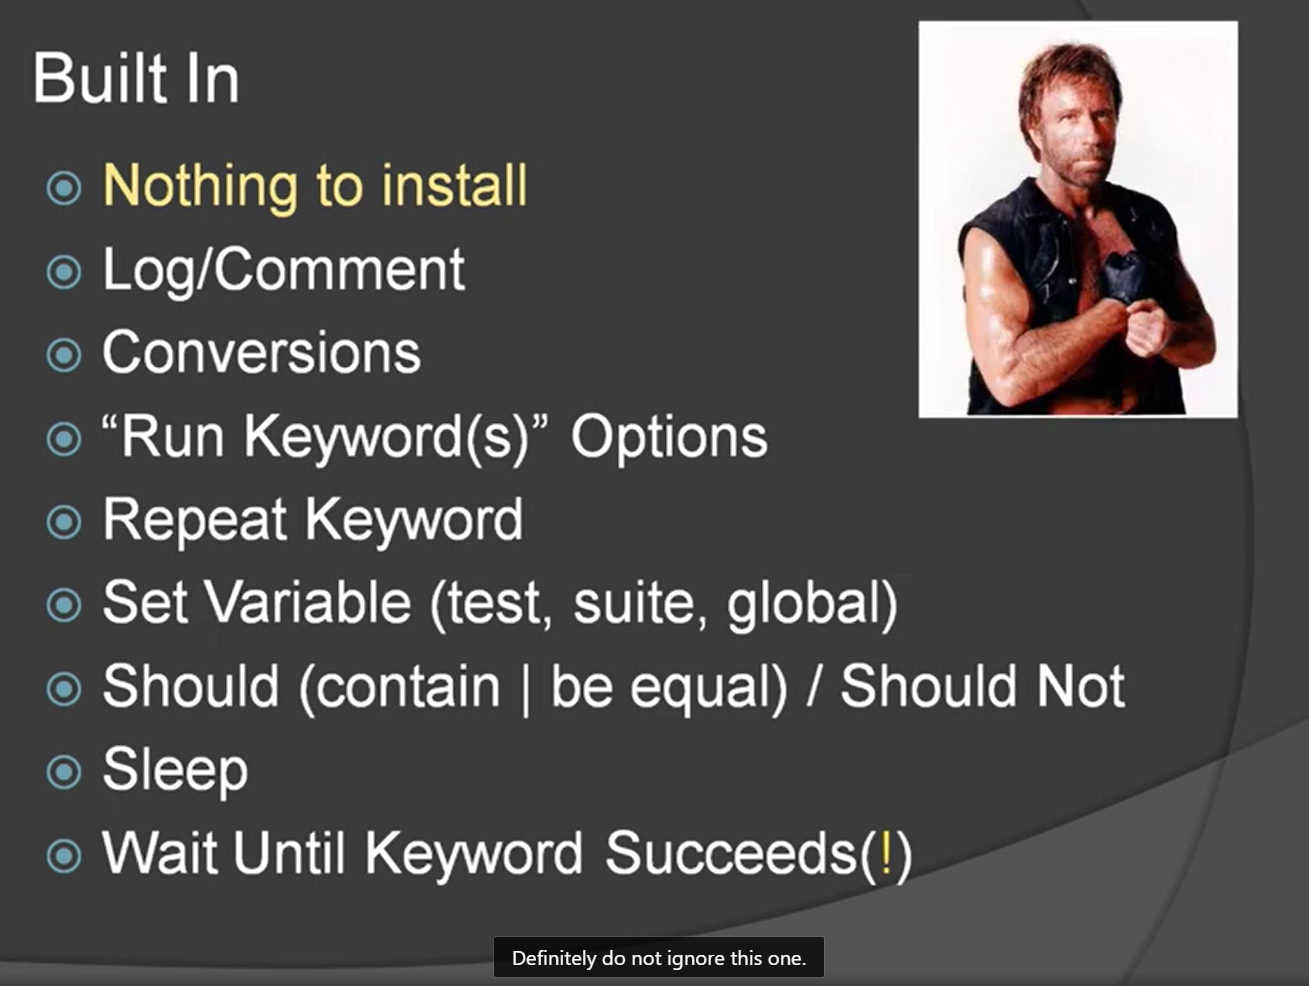 Built In
Nothing to install
Log/Comment
Conversions
“Run Keyword(s)” Options
Repeat Keyword
Set Variable (test, suite, global)
Should (contain | be equal) / Should Not
Sleep
Wait Until Keyword Succeeds(!)
Definitely do not ignore this one.